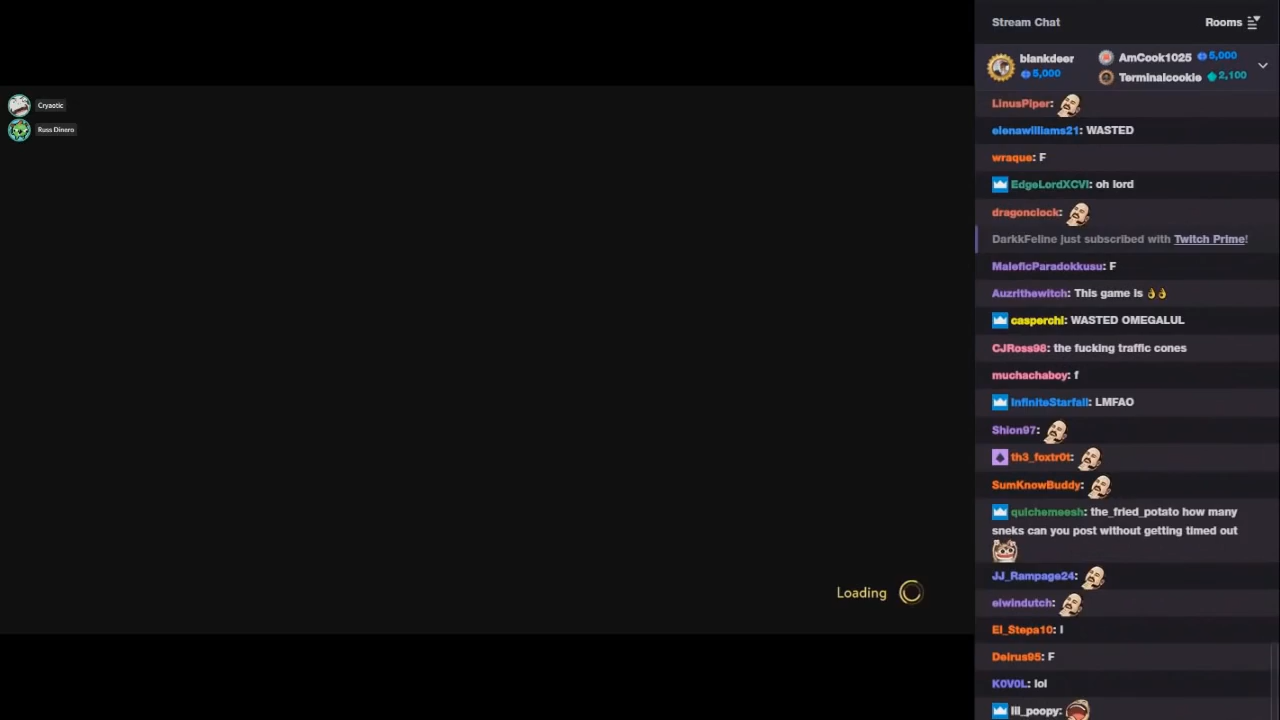 Stream Chat
Rooms
blankdeer
5,000
AmCook1025 5,000
Terminalcookie 2,100
Cryaotic
Russ Dinero
LinusPiper:
elenawilliams21: WASTED
wraque: F
EdgeLordXCVI: oh lord
dragonclock:
DarkkFeline just subscribed with Twitch Prime!
MaleficParadokkusu: F
Auzrithewitch: This game is 👌👌
casperchi: WASTED OMEGALUL
CJRoss98: the fucking traffic cones
muchachaboy: f
InfiniteStarfall: LMFAO
Shion97:
th3_foxtr0t:
SumKnowBuddy:
quichemeesh: the_fried_potato how many
sneks can you post without getting timed out
JJ_Rampage24:
elwindutch:
El_Stepa10: l
Deirus95: F
K0V0L: lol
lil_poopy:
Loading